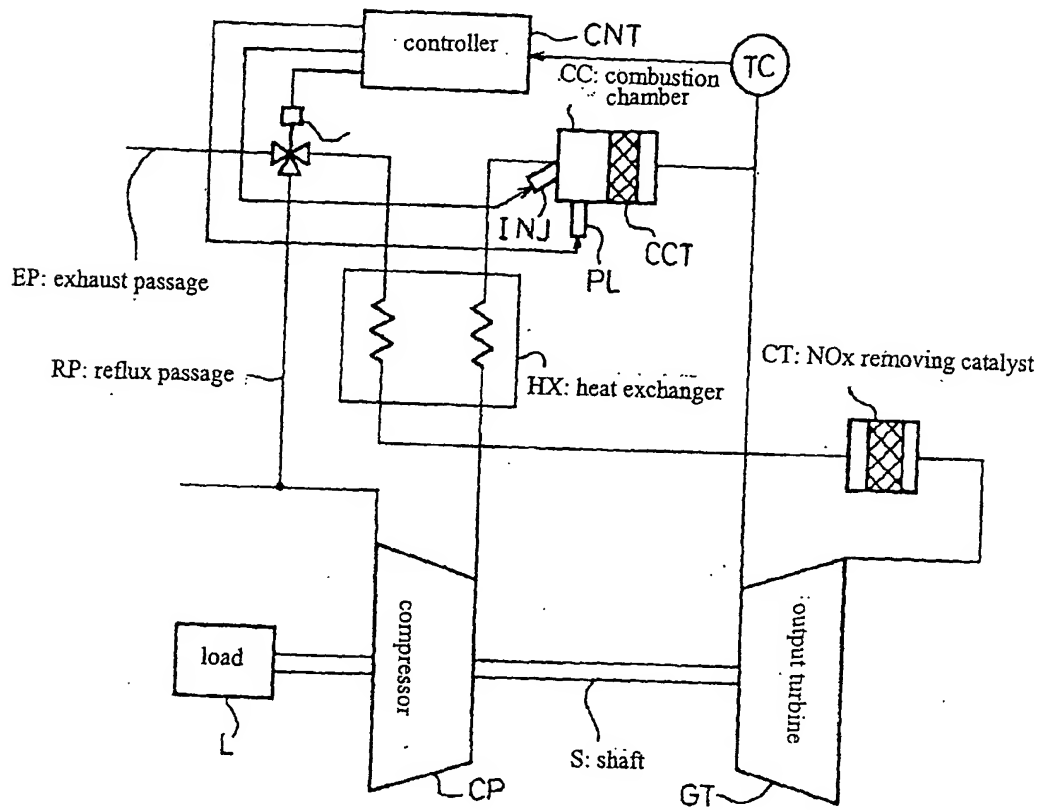 controller
CNT
TC
CC: combustion
chamber
INJ
PL
CCT
EP: exhaust passage
RP: reflux passage
HX: heat exchanger
CT: NOx removing catalyst
compressor
output turbine
load
L
S: shaft
CP
GT